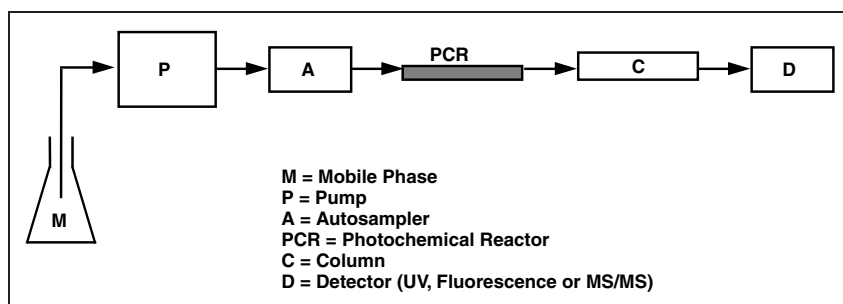 PCR
P
A
C
D
M
M = Mobile Phase
P = Pump
A = Autosampler
PCR = Photochemical Reactor
C = Column
D = Detector (UV, Fluorescence or MS/MS)